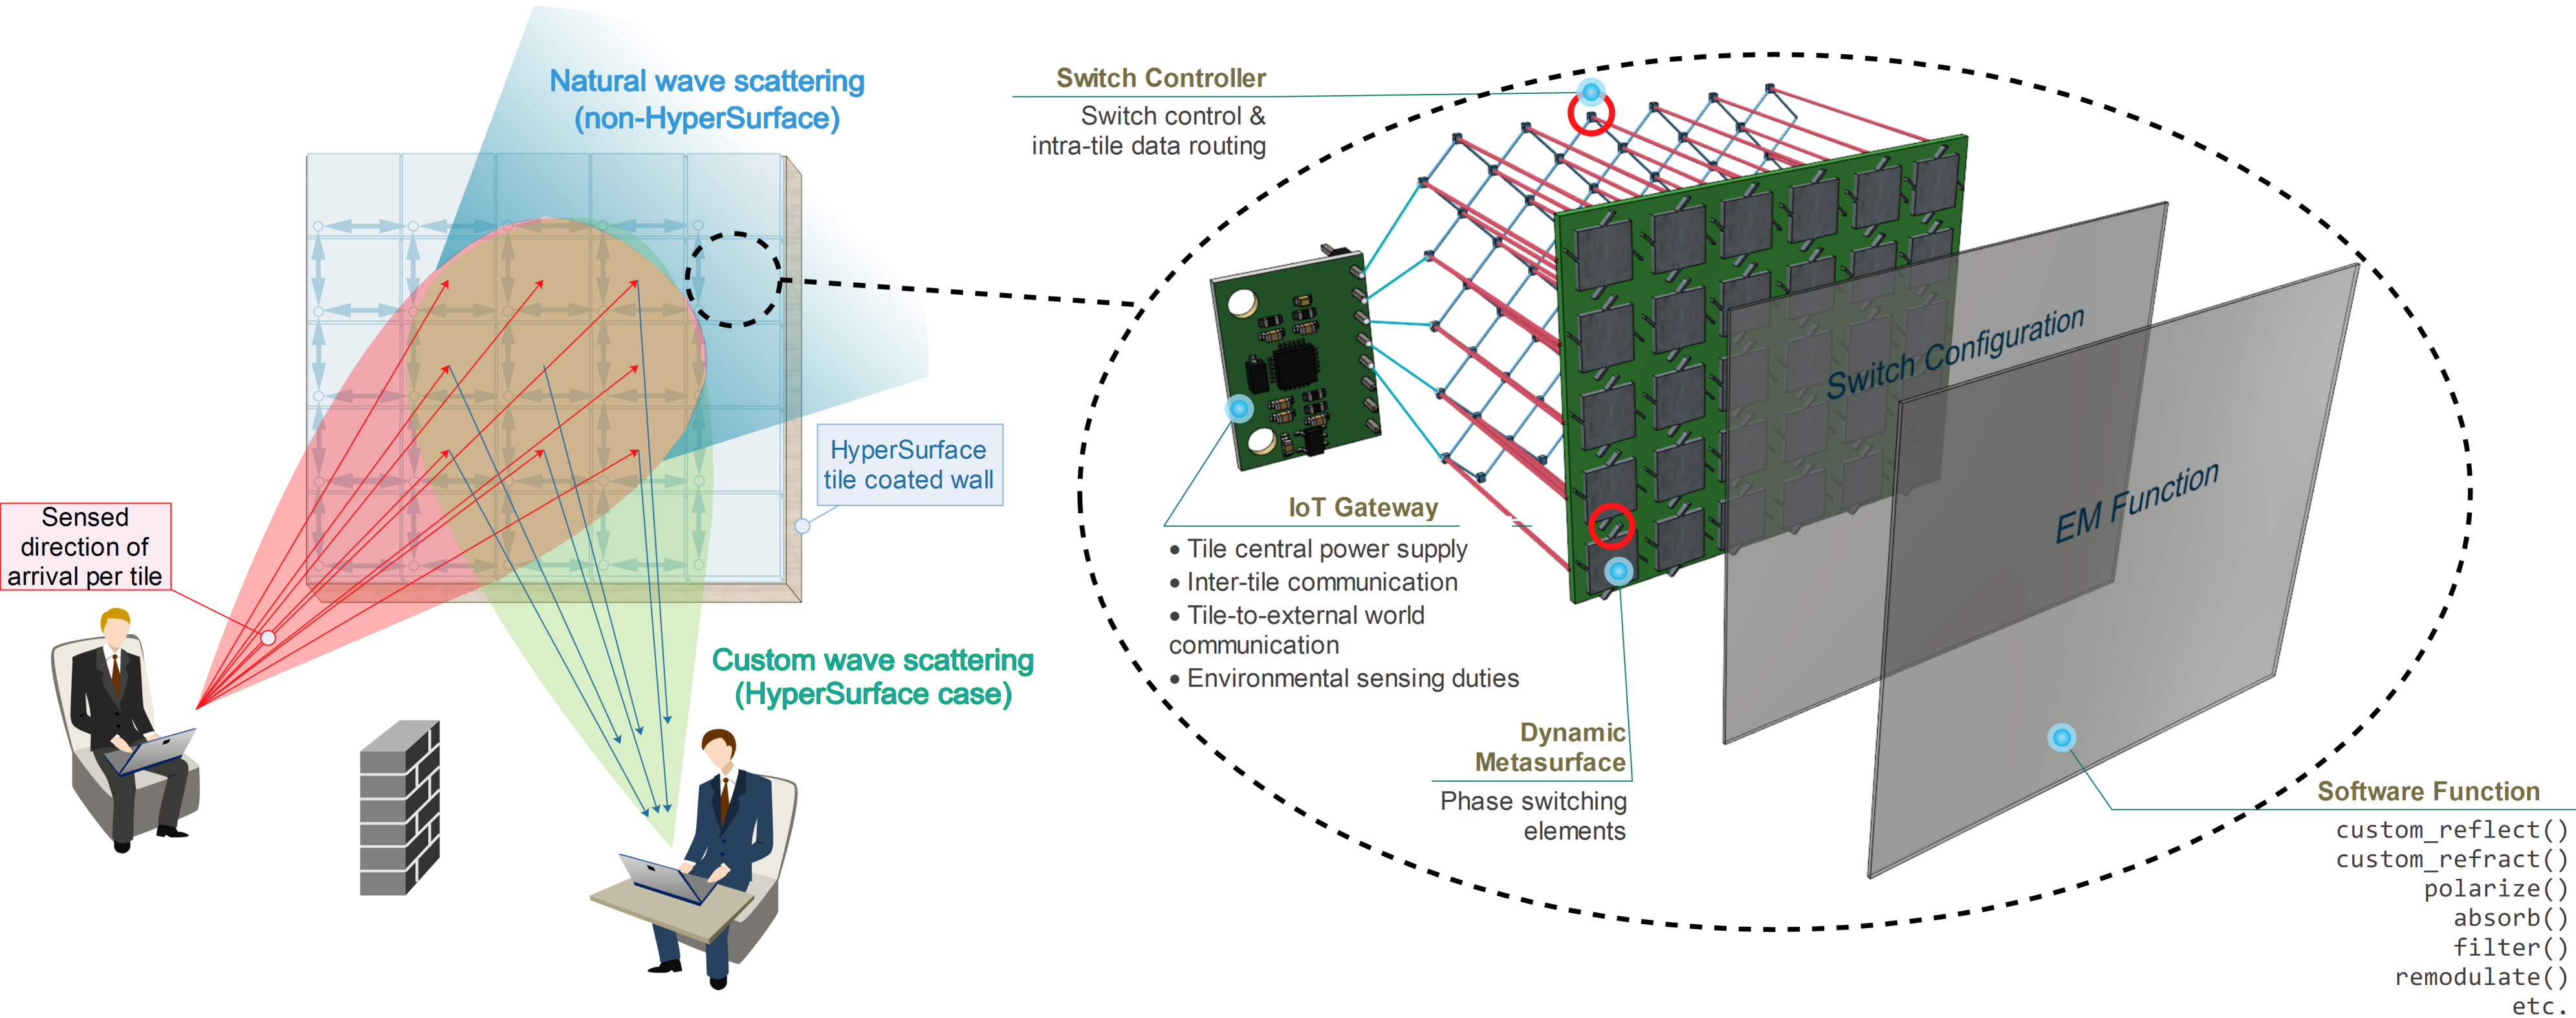 Natural wave scattering
(non-HyperSurface)
HyperSurface
tile coated wall
Sensed
direction of
arrival per tile
Custom wave scattering
(HyperSurface case)
Switch Controller
Switch control &
intra-tile data routing
IoT Gateway
• Tile central power supply
• Inter-tile communication
• Tile-to-external world
communication
• Environmental sensing duties
Dynamic
Metasurface
Phase switching
elements
Switch Configuration
EM Function
Software Function
custom_reflect()
custom_refract()
polarize()
absorb()
filter()
remodulate()
etc.